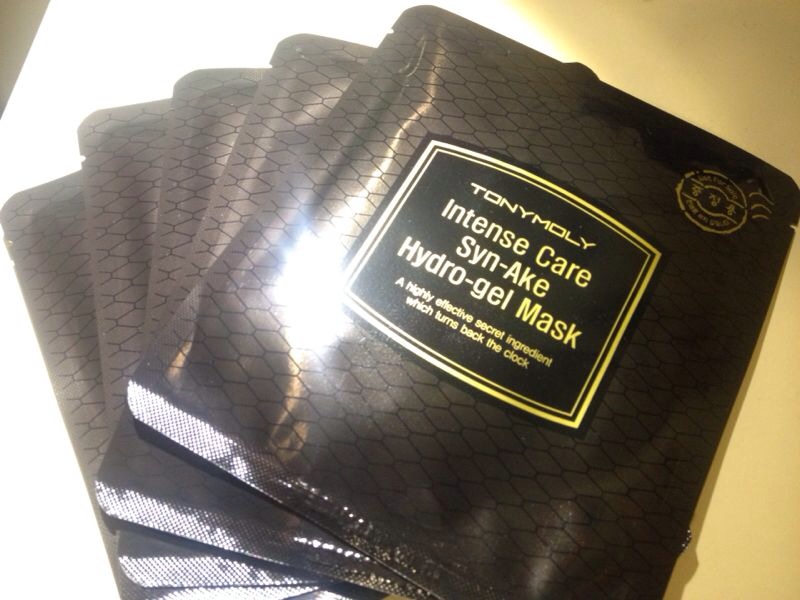 TONYMOLY
Intense Care
Syn-Ake
Hydro-gel Mask
A highly effective secret ingredient
which turns back the clock